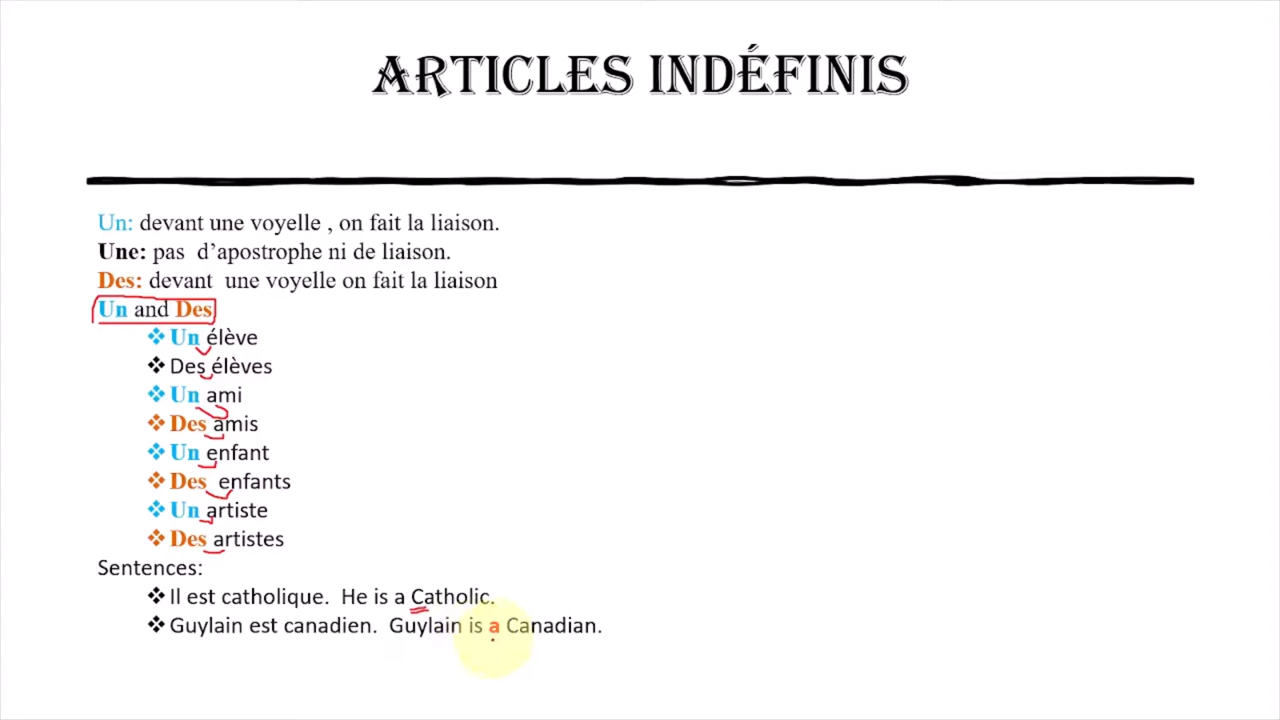 ARTICLES INDÉFINIS
Un: devant une voyelle , on fait la liaison.
Une: pas d’apostrophe ni de liaison.
Des: devant une voyelle on fait la liaison
Un and Des
Un élève
Des élèves
Un ami
Des amis
Un enfant
Des enfants
Un artiste
Des artistes
Sentences:
Il est catholique. He is a Catholic.
Guylain est canadien. Guylain is a Canadian.